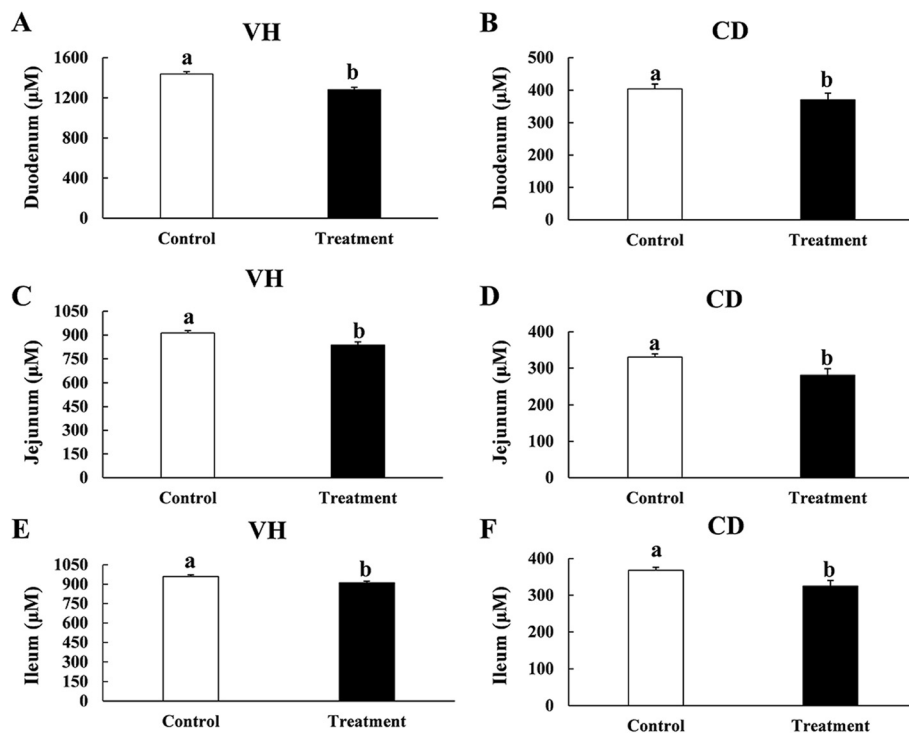 A
VH
Duodenum (µM)
1600
1200
800
400
0
a
b
Control
Treatment
B
CD
Duodenum (µM)
500
400
300
200
100
0
a
b
Control
Treatment
C
VH
Jejunum (µM)
1050
900
750
600
450
300
150
0
a
b
Control
Treatment
D
CD
Jejunum (µM)
400
300
200
100
0
a
b
Control
Treatment
E
VH
Ileum (µM)
1050
900
750
600
450
300
150
0
a
b
Control
Treatment
F
CD
Ileum (µM)
400
300
200
100
0
a
b
Control
Treatment